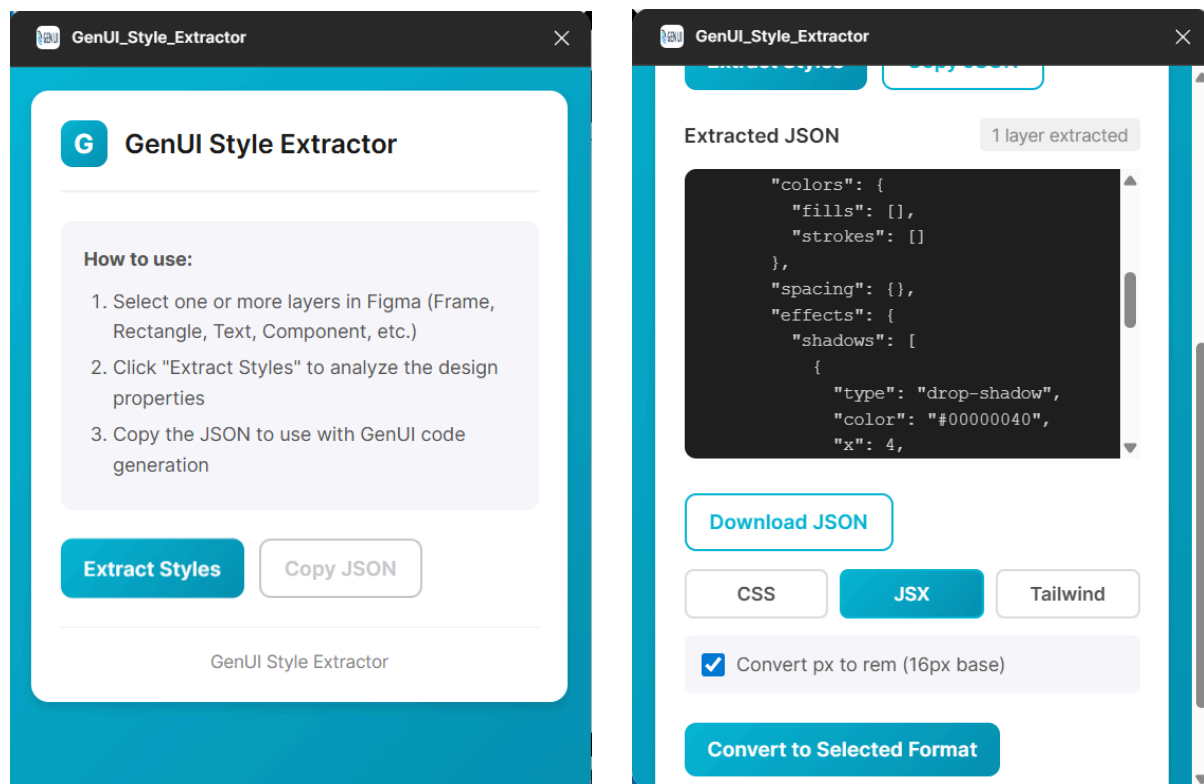 GenUI_Style_Extractor
G GenUI Style Extractor
How to use:
1. Select one or more layers in Figma (Frame,
Rectangle, Text, Component, etc.)
2. Click "Extract Styles" to analyze the design
properties
3. Copy the JSON to use with GenUI code
generation
Extract Styles
Copy JSON
GenUI Style Extractor
GenUI_Style_Extractor
Extract Styles
Copy JSON
Extracted JSON
1 layer extracted
"colors": {
"fills": [],
"strokes": []
},
"spacing": {},
"effects": {
"shadows": [
{
"type": "drop-shadow",
"color": "#00000040",
"x": 4,
Download JSON
CSS
JSX
Tailwind
Convert px to rem (16px base)
Convert to Selected Format